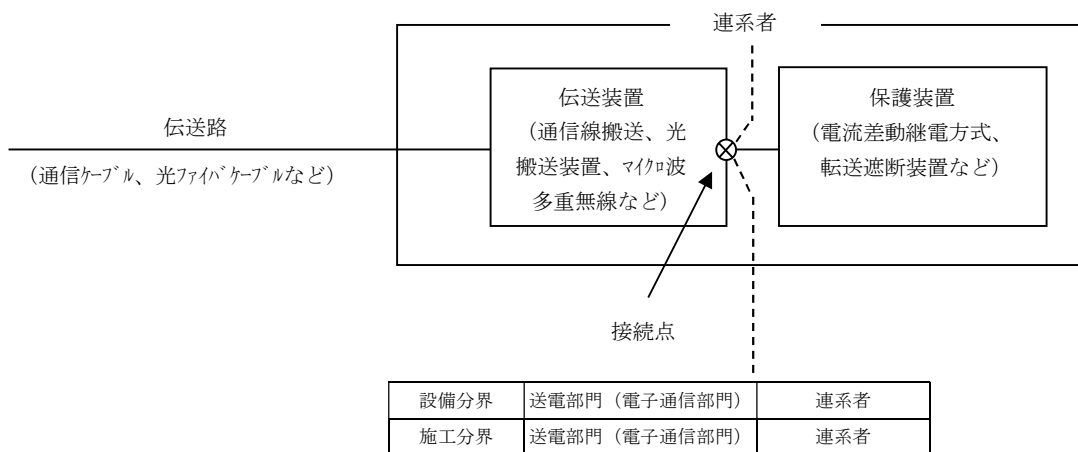 連系者
伝送装置
（通信線搬送、光
搬送装置、ﾏｲｸﾛ波
多重無線など）
保護装置
（電流差動継電方式、
転送遮断装置など）
伝送路
（通信ｹｰﾌﾞﾙ、光ﾌｧｲﾊﾞｹｰﾌﾞﾙなど）
接続点
設備分界 送電部門（電子通信部門） 連系者
施工分界 送電部門（電子通信部門） 連系者